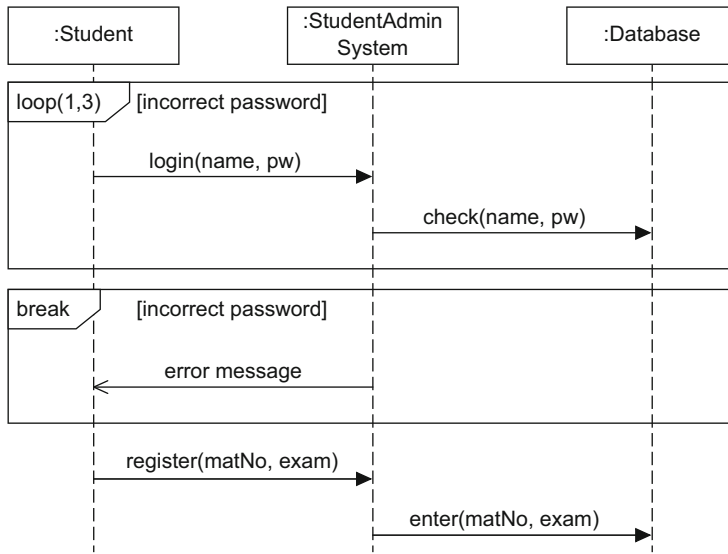 :Student
:StudentAdmin
System
:Database
loop(1,3)
[incorrect password]
login(name, pw)
check(name, pw)
break
[incorrect password]
error message
register(matNo, exam)
enter(matNo, exam)